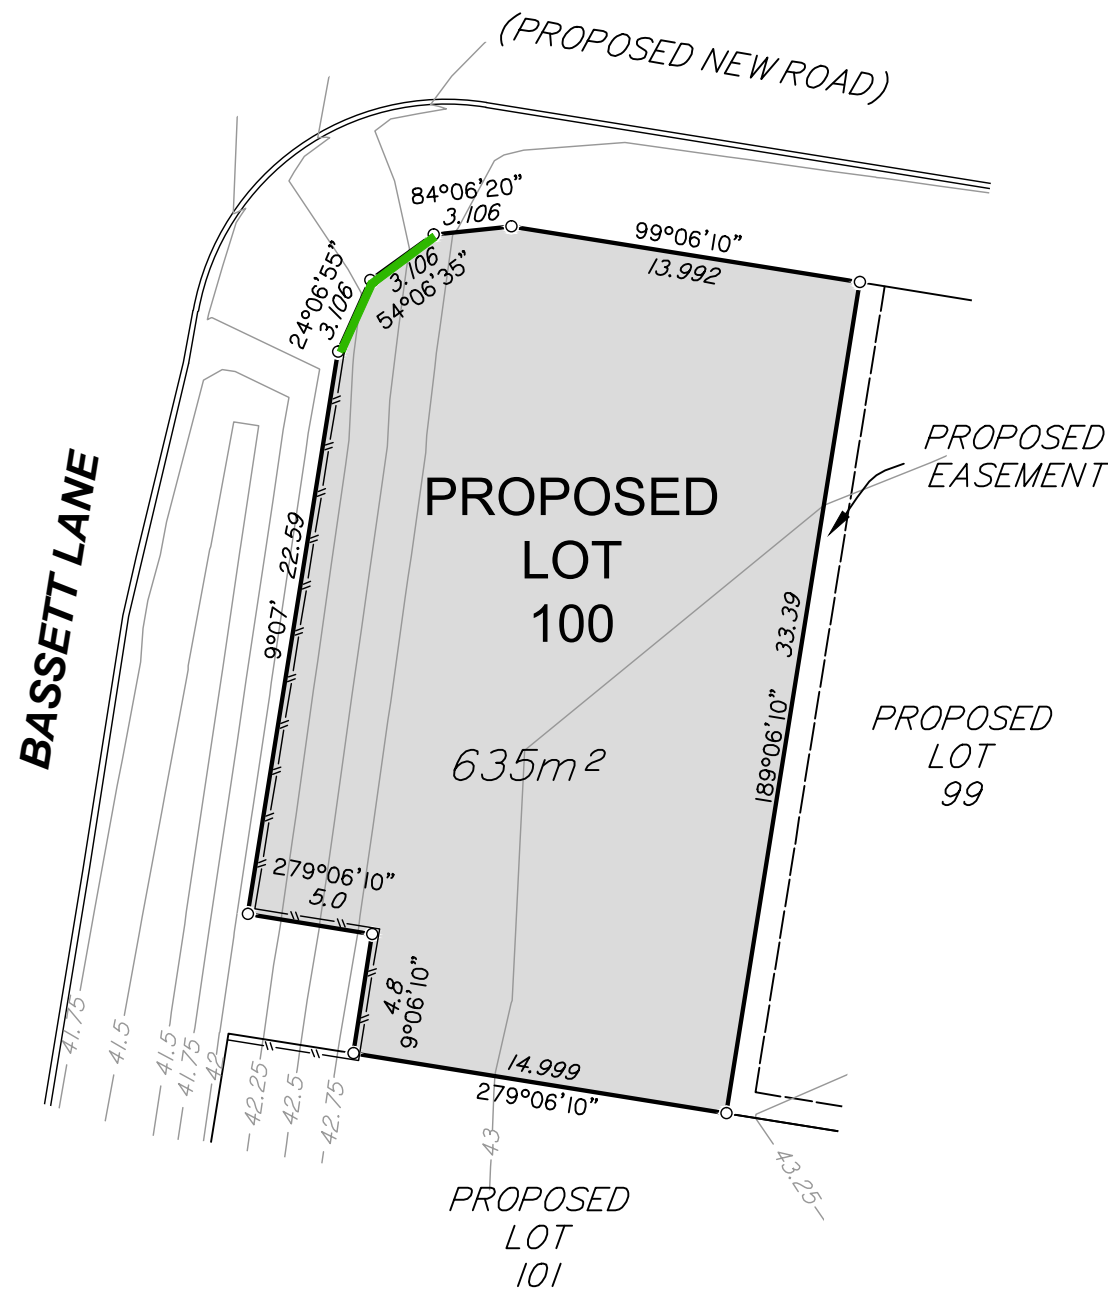 (PROPOSED NEW ROAD)
84°06'20"
3.106
99°06'10"
13.992
24°06'55"
3.106
3.106
54°06'35"
PROPOSED
EASEMENT
BASSETT LANE
PROPOSED
LOT
100
9°07' 22.59
189°06'10" 33.39
PROPOSED
LOT
99
635m²
279°06'10"
5.0
4.8
9°06'10"
14.999
279°06'10"
41.75
41.5
41.5
41.75
42
42.25
42.5
42.75
43
43.25
PROPOSED
LOT
101